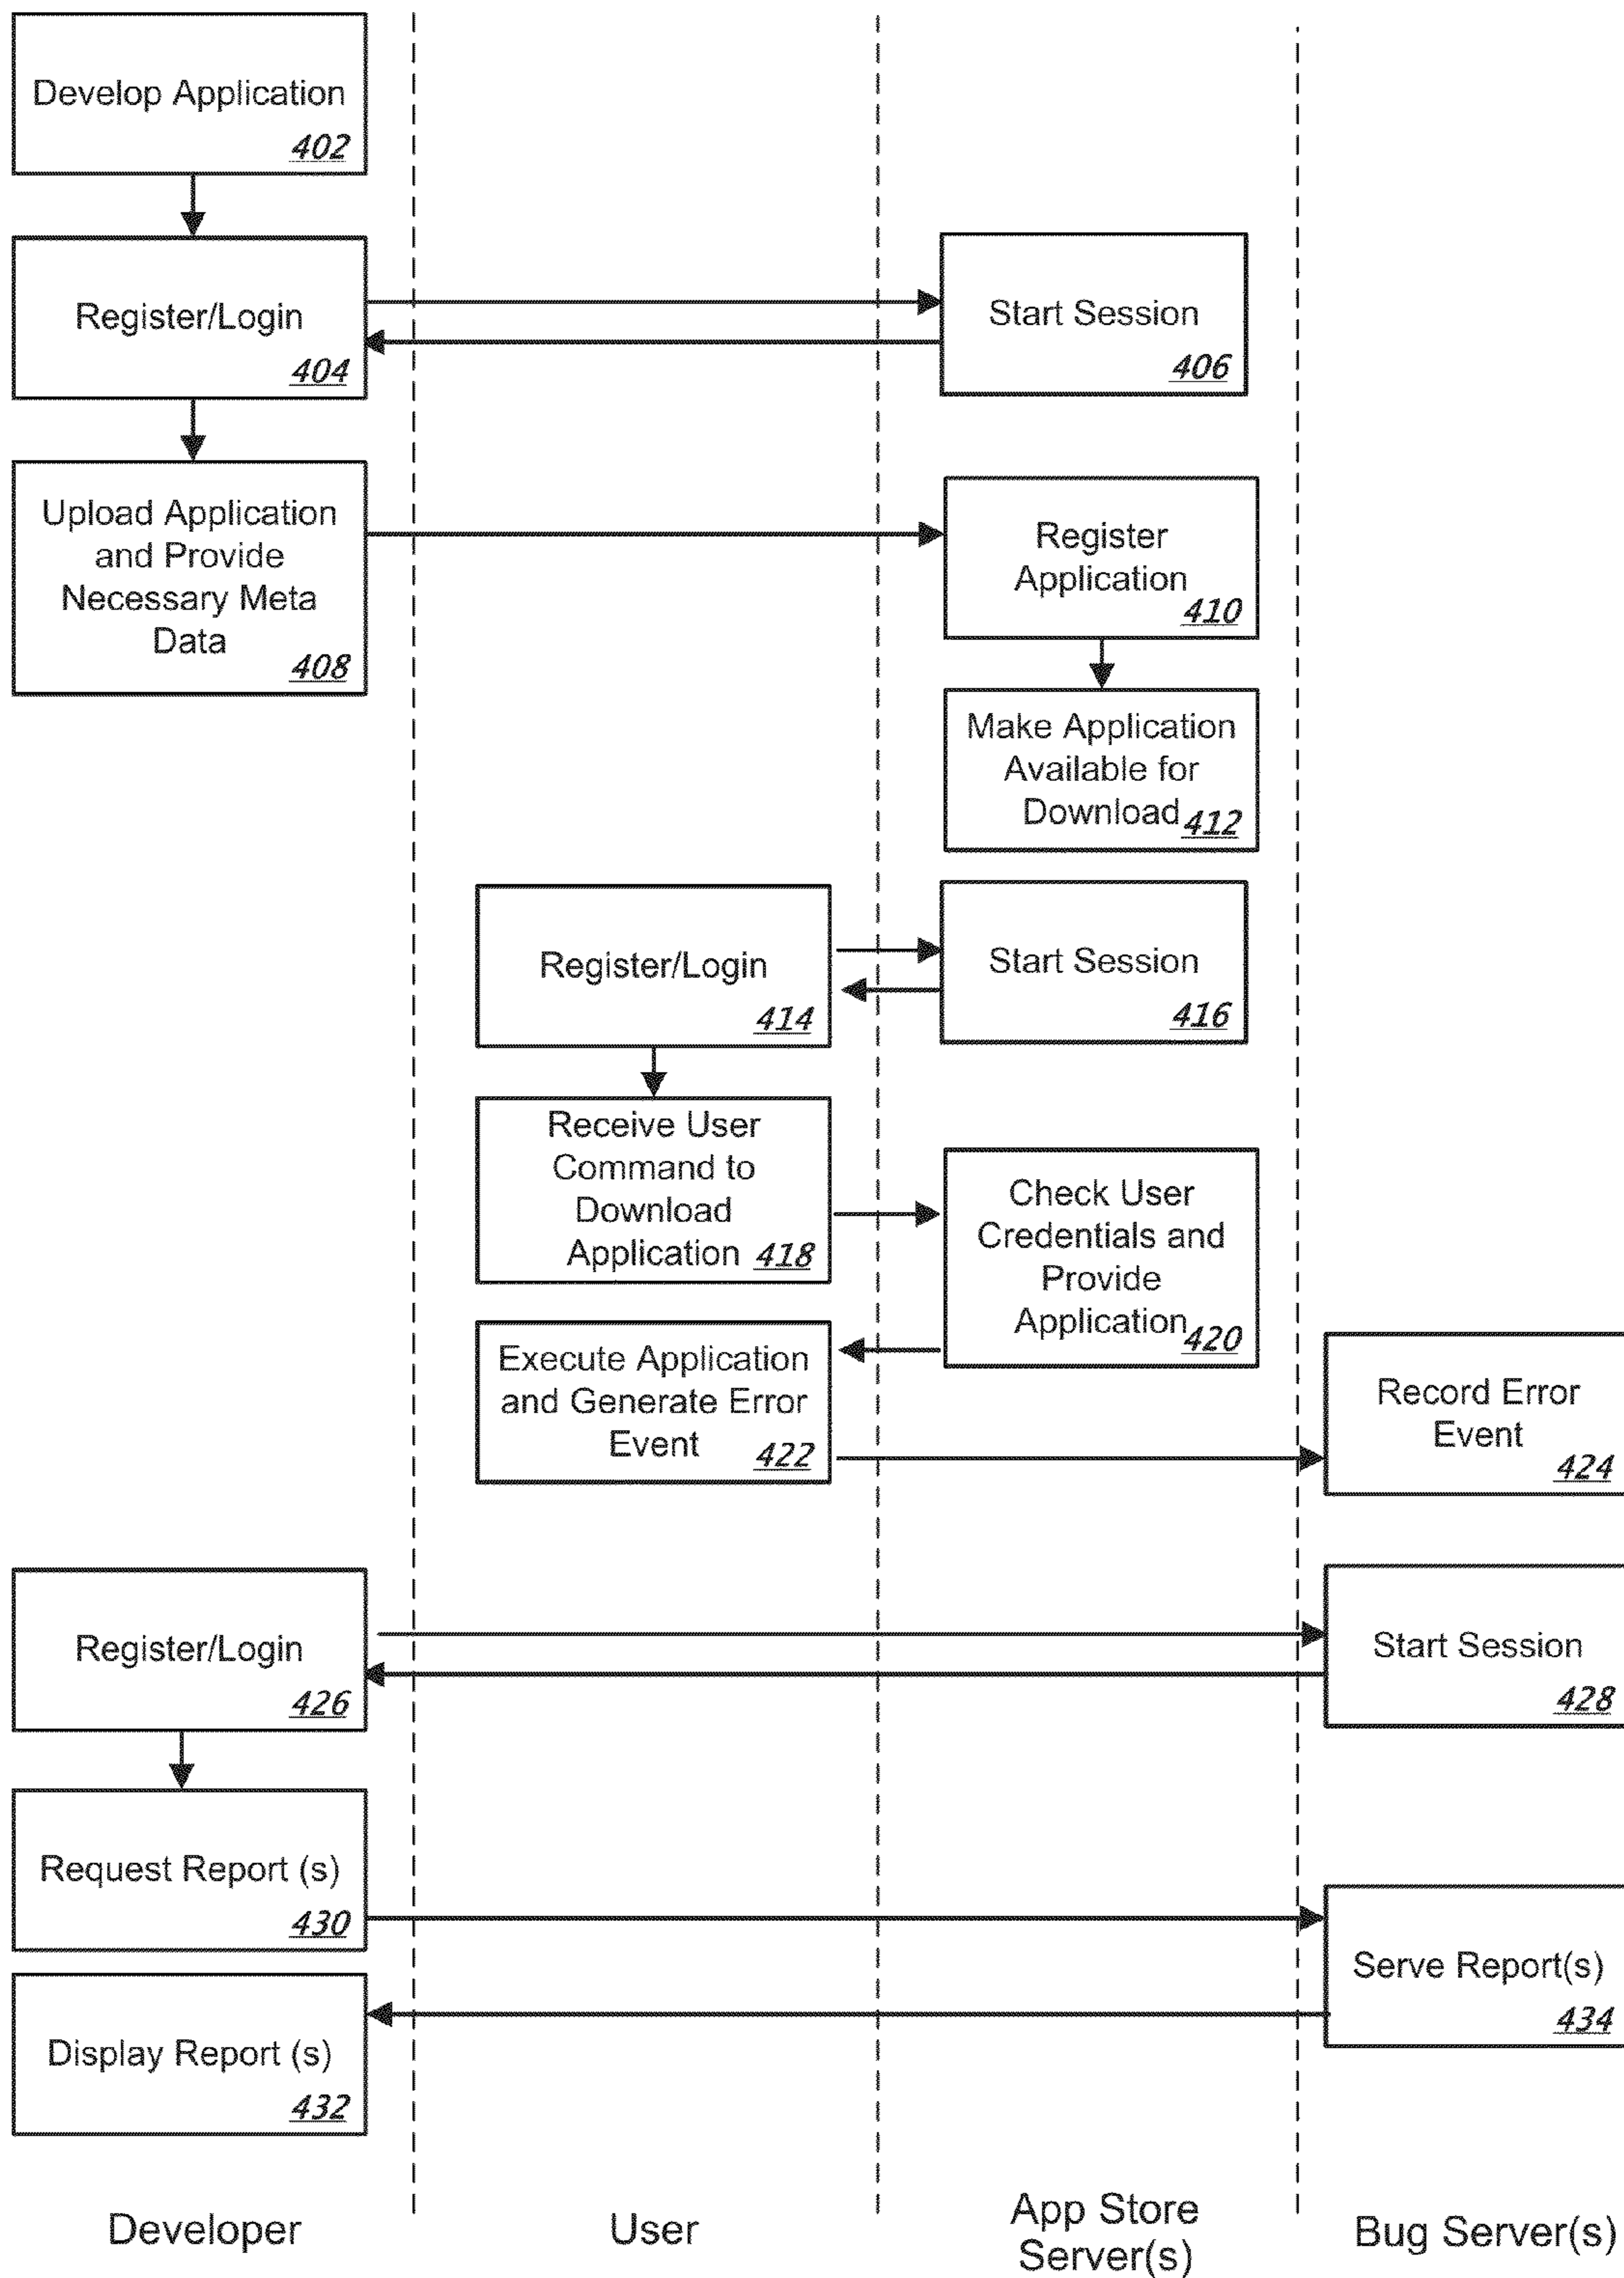 Develop Application
402
Register/Login
404
Start Session
406
Upload Application
and Provide
Necessary Meta
Data
408
Register
Application
410
Make Application
Available for
Download
412
Register/Login
414
Start Session
416
Receive User
Command to
Download
Application
418
Check User
Credentials and
Provide
Application
420
Execute Application
and Generate Error
Event
422
Record Error
Event
424
Register/Login
426
Start Session
428
Request Report (s)
430
Serve Report(s)
434
Display Report (s)
432
Developer
User
App Store
Server(s)
Bug Server(s)